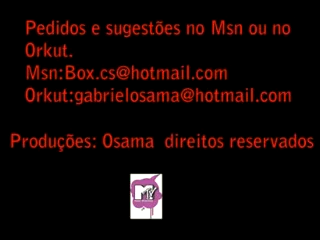 Pedidos e sugestões no Msn ou no
Orkut.
Msn:Box.cs@hotmail.com
Orkut:gabrielosama@hotmail.com
Produções: Osama direitos reservados
MTV